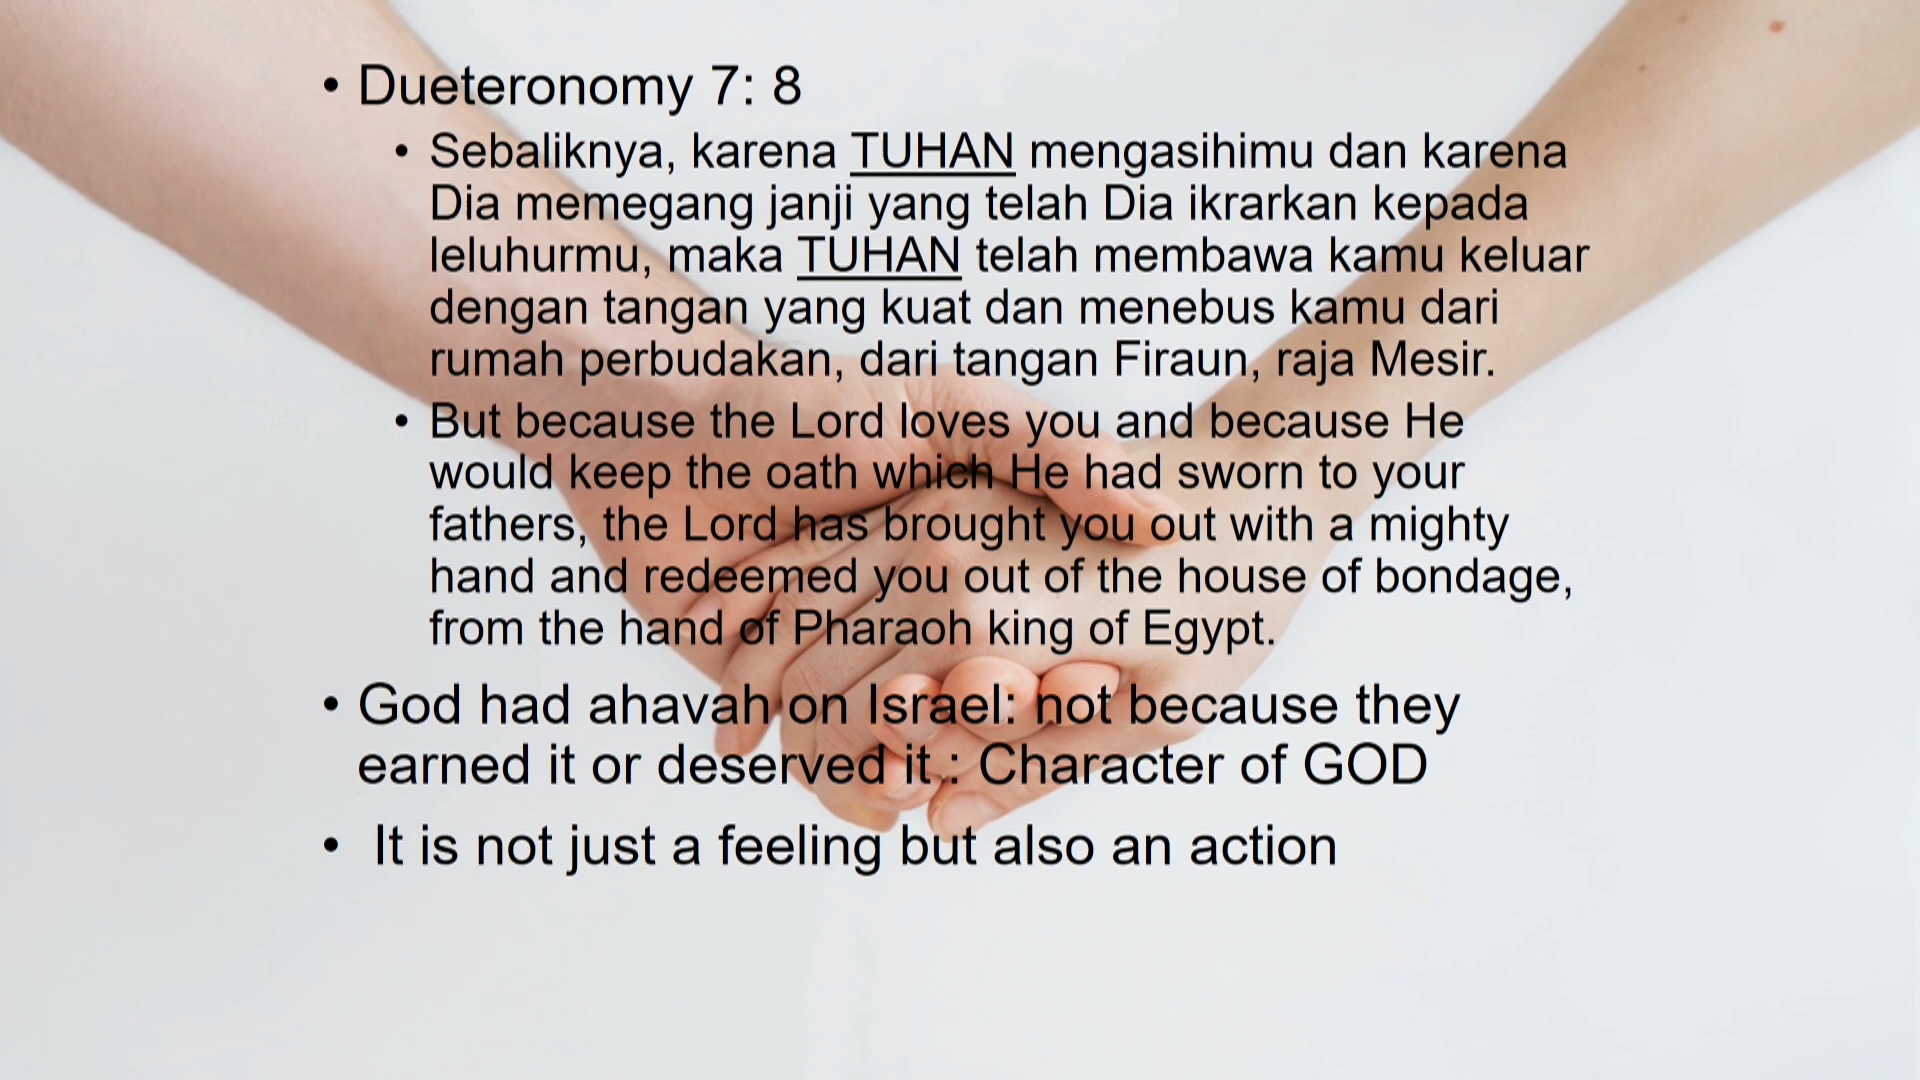 • Dueteronomy 7: 8
• Sebaliknya, karena TUHAN mengasihimu dan karena
Dia memegang janji yang telah Dia ikrarkan kepada
leluhurmu, maka TUHAN telah membawa kamu keluar
dengan tangan yang kuat dan menebus kamu dari
rumah perbudakan, dari tangan Firaun, raja Mesir.
• But because the Lord loves you and because He
would keep the oath which He had sworn to your
fathers, the Lord has brought you out with a mighty
hand and redeemed you out of the house of bondage,
from the hand of Pharaoh king of Egypt.
• God had ahavah on Israel: not because they
earned it or deserved it : Character of GOD
• It is not just a feeling but also an action